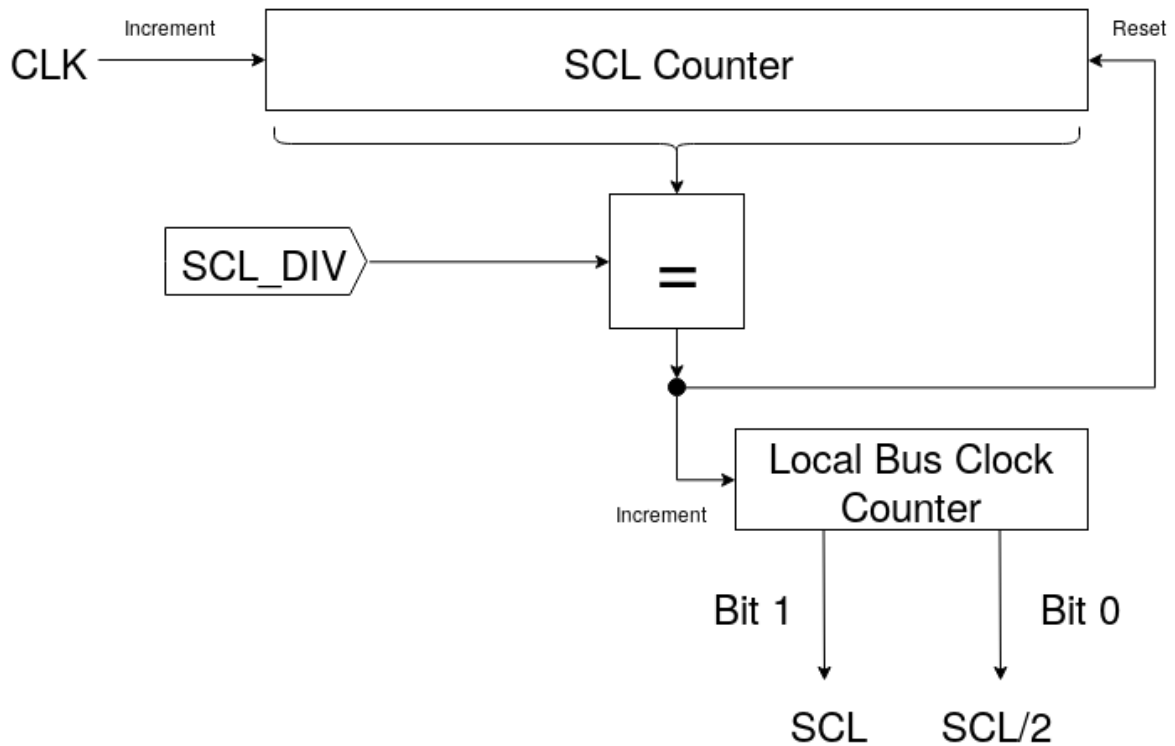 Increment
Reset
CLK
SCL Counter
SCL_DIV
=
Local Bus Clock
Counter
Increment
Bit 1
Bit 0
SCL
SCL/2